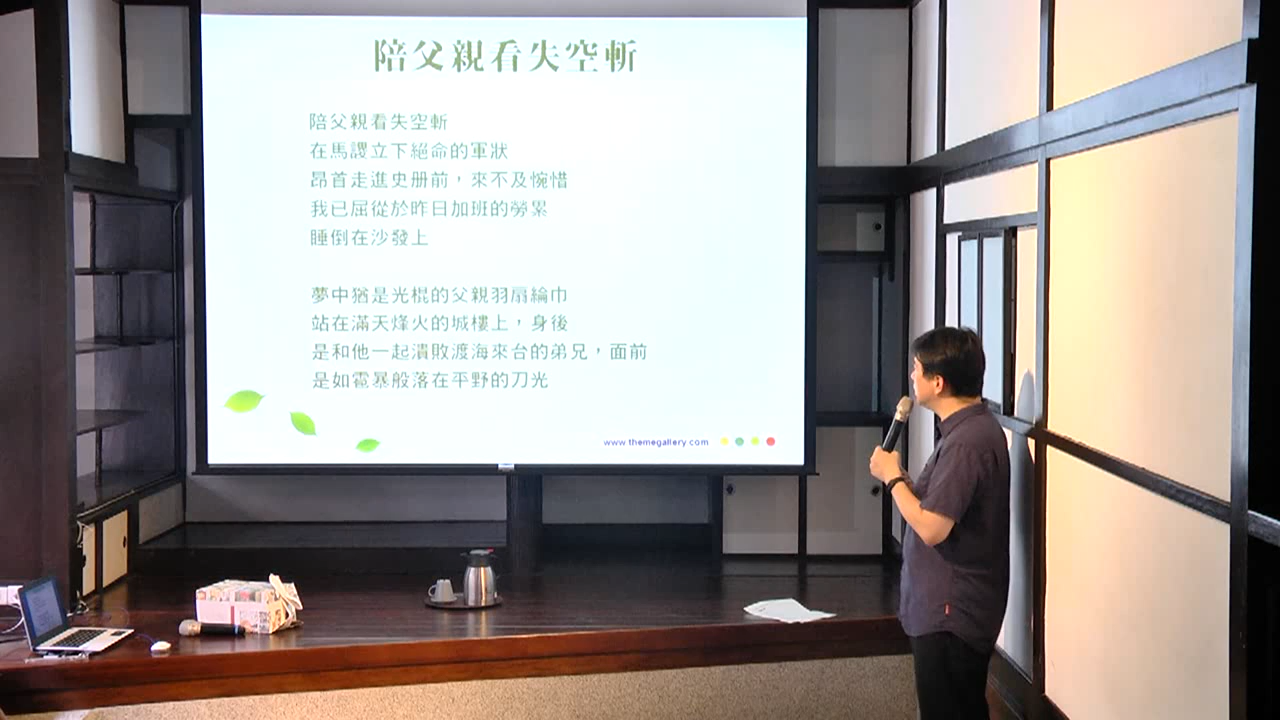 陪父親看失空斬
陪父親看失空斬
在馬謖立下絕命的軍狀
昂首走進史册前，來不及惋惜
我已屈從於昨日加班的勞累
睡倒在沙發上
夢中猶是光棍的父親羽扇綸巾
站在滿天烽火的城樓上，身後
是和他一起潰敗渡海來台的弟兄，面前
是如雹暴般落在平野的刀光
www.themegallery.com